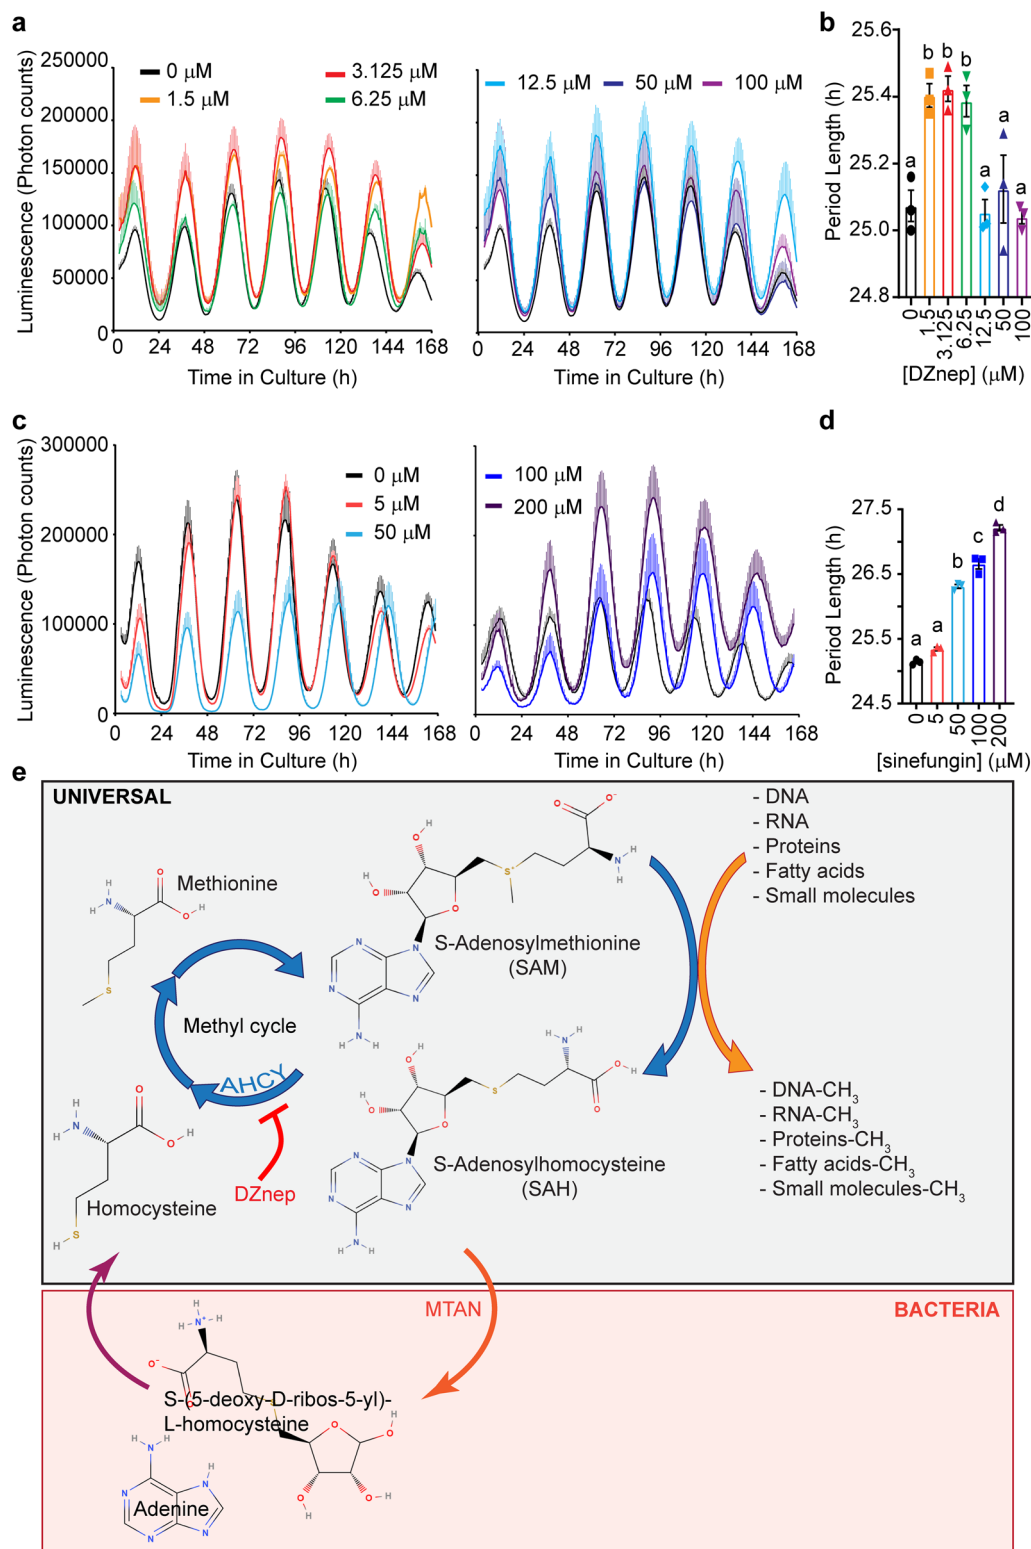 a
Luminescence (Photon counts)
250000
200000
150000
100000
50000
0
0 µM
1.5 µM
3.125 µM
6.25 µM
0 24 48 72 96 120 144 168
Time in Culture (h)
12.5 µM 50 µM 100 µM
0 24 48 72 96 120 144 168
Time in Culture (h)
b
Period Length (h)
25.6
25.4
25.2
25.0
24.8
a b b b a a a
0 1.5 3.125 6.25 12.5 50 100
[DZnep] (µM)
c
Luminescence (Photon counts)
300000
200000
100000
0
0 µM
5 µM
50 µM
0 24 48 72 96 120 144 168
Time in Culture (h)
100 µM
200 µM
0 24 48 72 96 120 144 168
Time in Culture (h)
d
Period Length (h)
27.5
26.5
25.5
24.5
a a b c d
0 5 50 100 200
[sinefungin] (µM)
e
UNIVERSAL
Methionine
Methyl cycle
AHCY
DZnep
Homocysteine
S-Adenosylmethionine
(SAM)
S-Adenosylhomocysteine
(SAH)
- DNA
- RNA
- Proteins
- Fatty acids
- Small molecules
- DNA-CH3
- RNA-CH3
- Proteins-CH3
- Fatty acids-CH3
- Small molecules-CH3
MTAN
BACTERIA
S-(5-deoxy-D-ribos-5-yl)-
L-homocysteine
Adenine